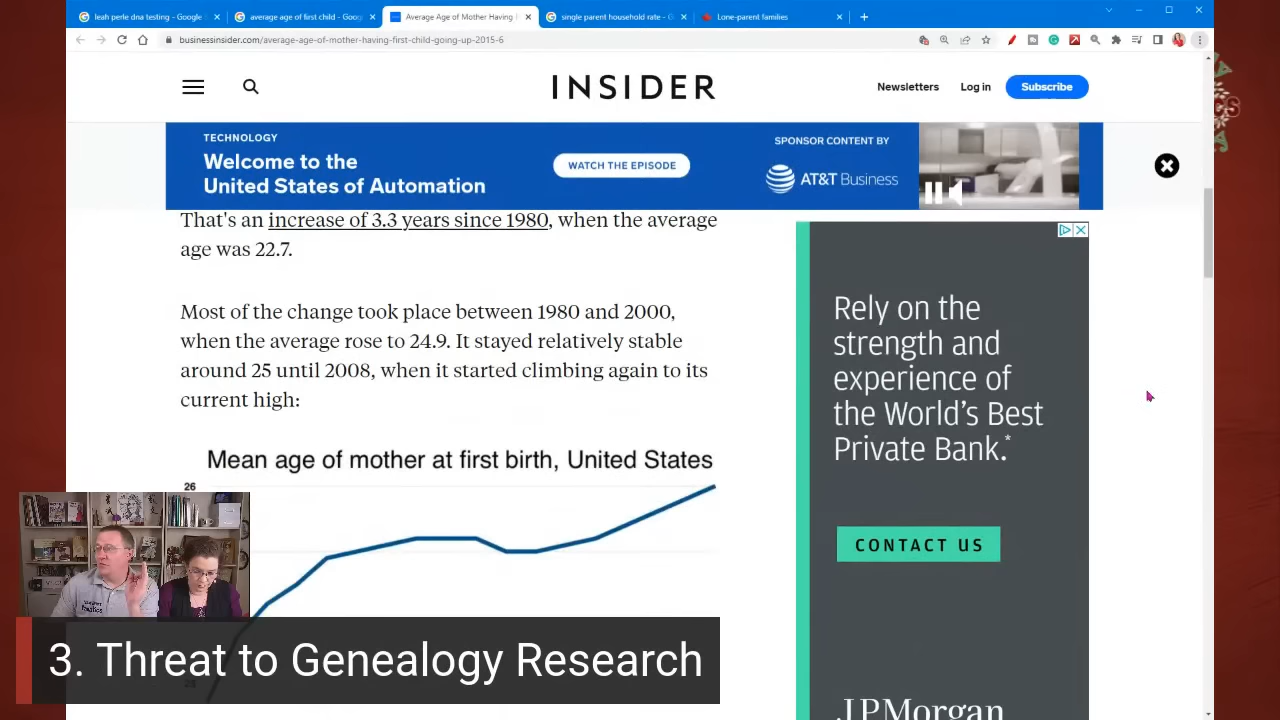 leah perle dna testing - Google
average age of first child - Goog
Average Age of Mother Having
single parent household rate - G
Lone-parent families
businessinsider.com/average-age-of-mother-having-first-child-going-up-2015-6
INSIDER
Newsletters
Log in
Subscribe
TECHNOLOGY
Welcome to the
United States of Automation
WATCH THE EPISODE
SPONSOR CONTENT BY
AT&T Business
That's an increase of 3.3 years since 1980, when the average
age was 22.7.
Most of the change took place between 1980 and 2000,
when the average rose to 24.9. It stayed relatively stable
around 25 until 2008, when it started climbing again to its
current high:
Mean age of mother at first birth, United States
26
Rely on the
strength and
experience of
the World's Best
Private Bank.*
CONTACT US
J.P.Morgan
3. Threat to Genealogy Research